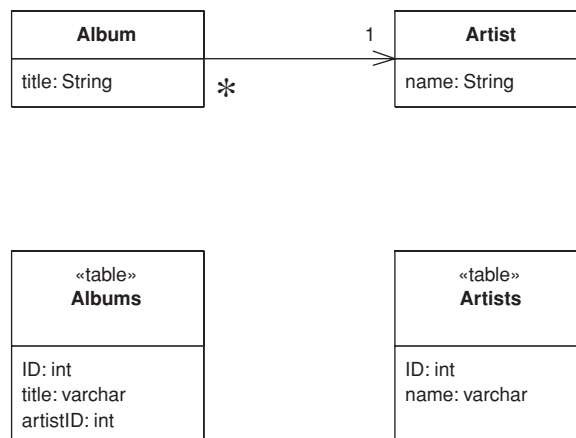 Album
title: String
*
1
Artist
name: String
«table»
Albums
ID: int
title: varchar
artistID: int
«table»
Artists
ID: int
name: varchar